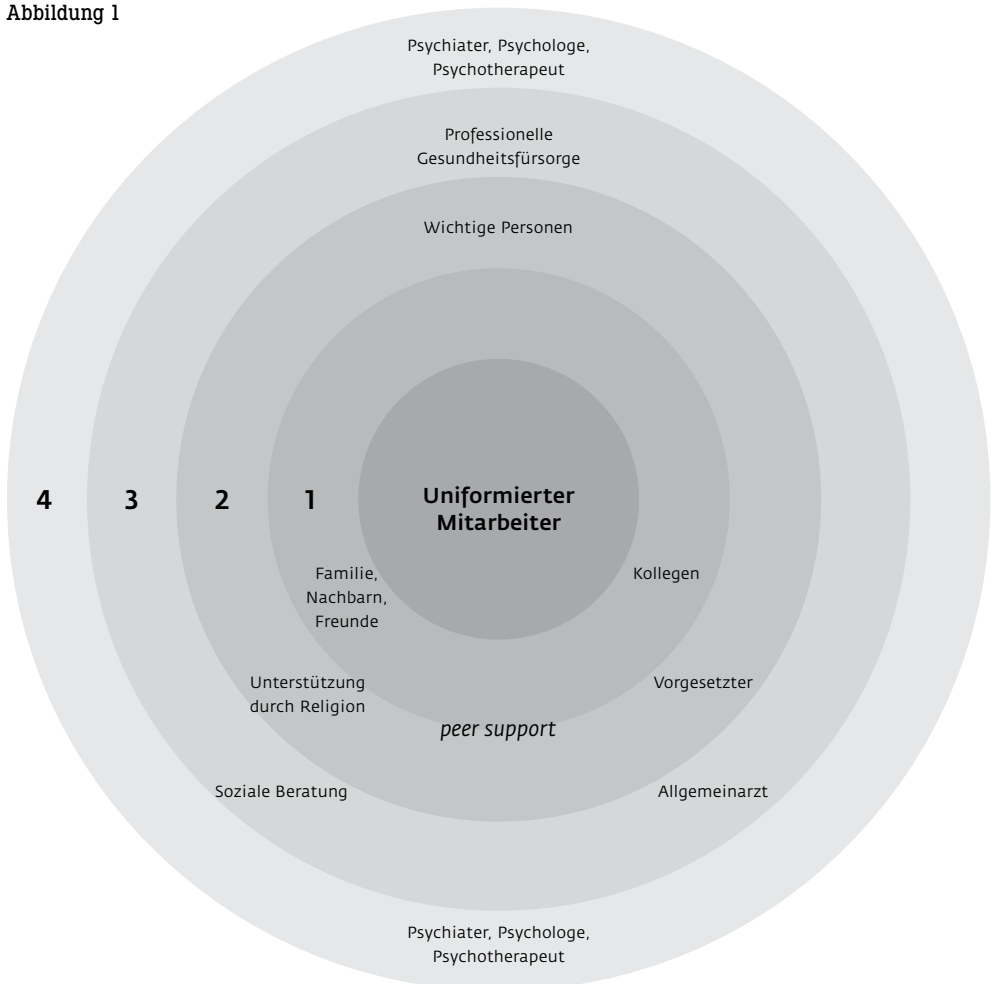 Abbildung 1
Psychiater, Psychologe,
Psychotherapeut
Professionelle
Gesundheitsfürsorge
Wichtige Personen
4 3 2 1
Uniformierter
Mitarbeiter
Familie,
Nachbarn,
Freunde
Kollegen
Unterstützung
durch Religion
Vorgesetzter
peer support
Soziale Beratung
Allgemeinarzt
Psychiater, Psychologe,
Psychotherapeut